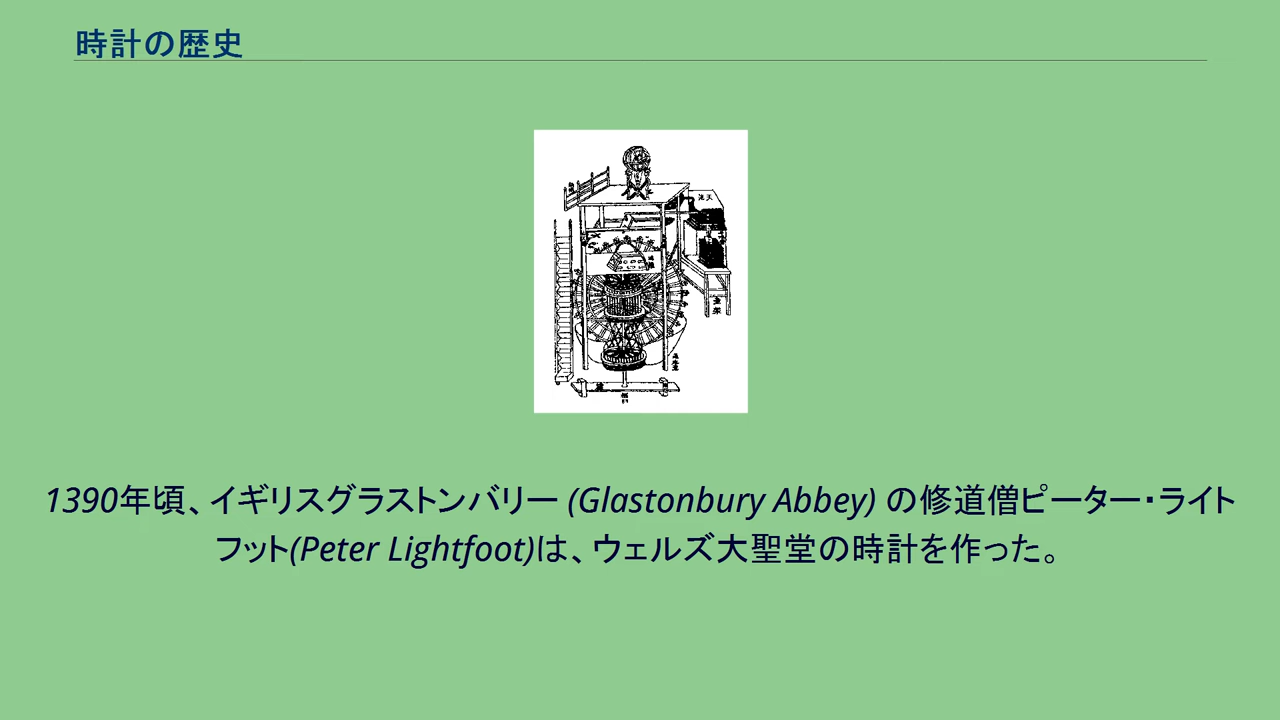 時計の歴史
1390年頃、イギリスグラストンバリー (Glastonbury Abbey) の修道僧ピーター・ライト
フット(Peter Lightfoot)は、ウェルズ大聖堂の時計を作った。